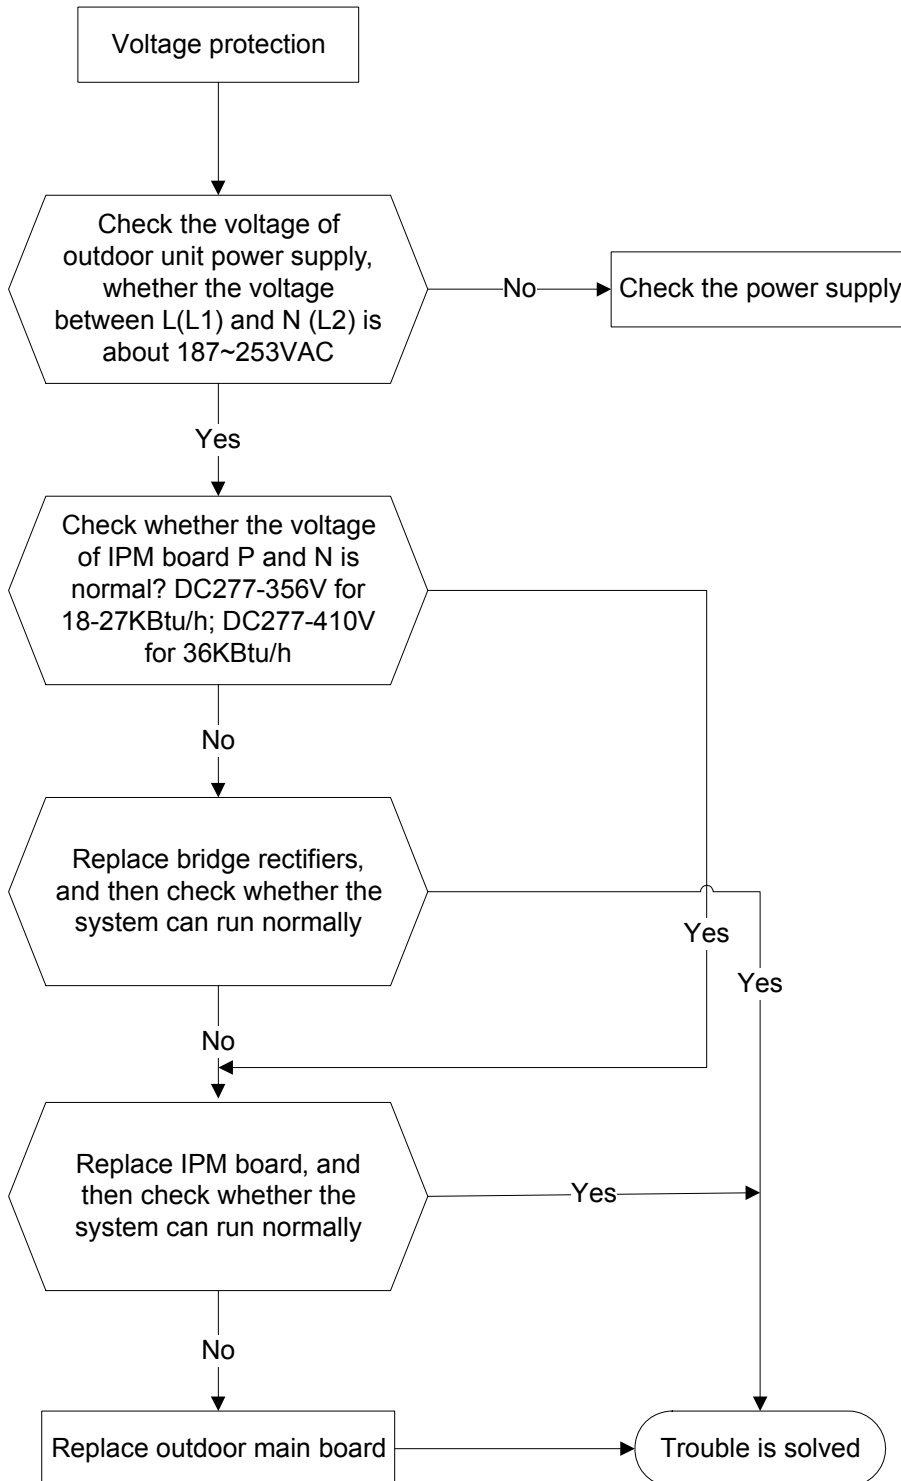 Voltage protection
Check the voltage of
outdoor unit power supply,
whether the voltage
between L(L1) and N (L2) is
about 187~253VAC
No
Check the power supply
Yes
Check whether the voltage
of IPM board P and N is
normal? DC277-356V for
18-27KBtu/h; DC277-410V
for 36KBtu/h
No
Replace bridge rectifiers,
and then check whether the
system can run normally
Yes
Yes
No
Replace IPM board, and
then check whether the
system can run normally
Yes
No
Replace outdoor main board
Trouble is solved